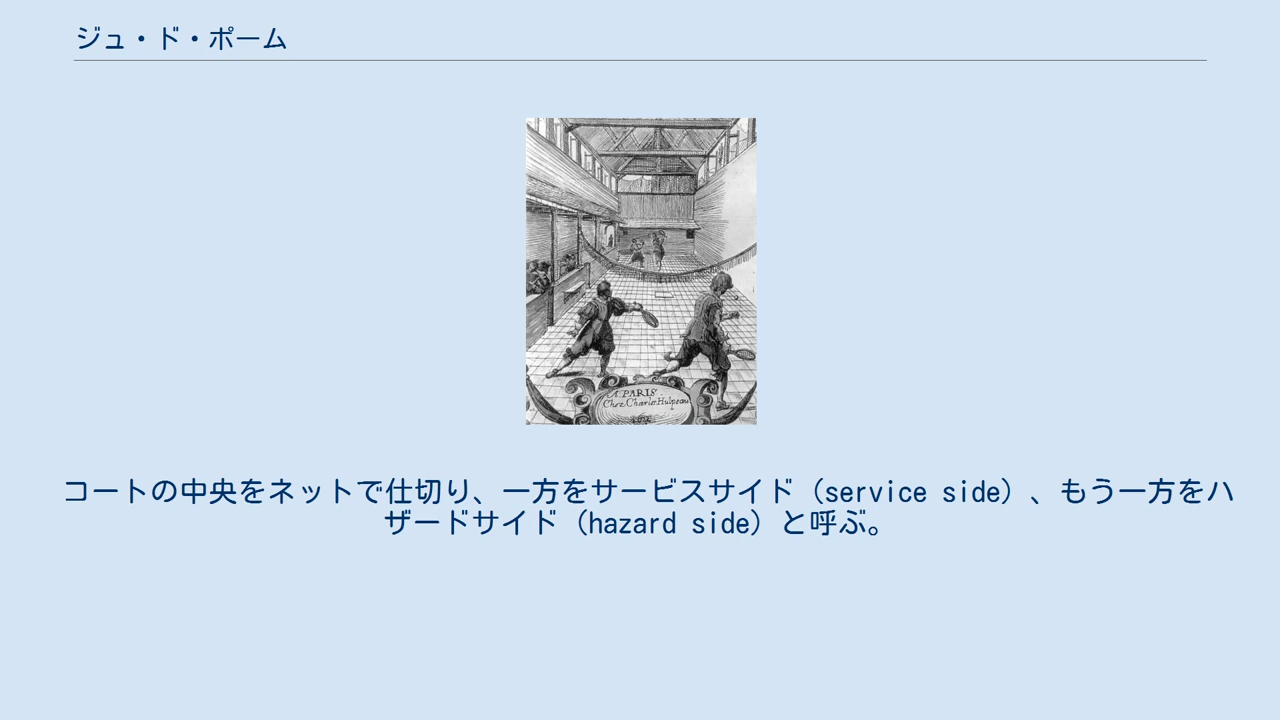 ジュ・ド・ポーム
A. PARIS
Chez Charles Hulpeau
コートの中央をネットで仕切り、一方をサービスサイド（service side）、もう一方をハ
ザードサイド（hazard side）と呼ぶ。